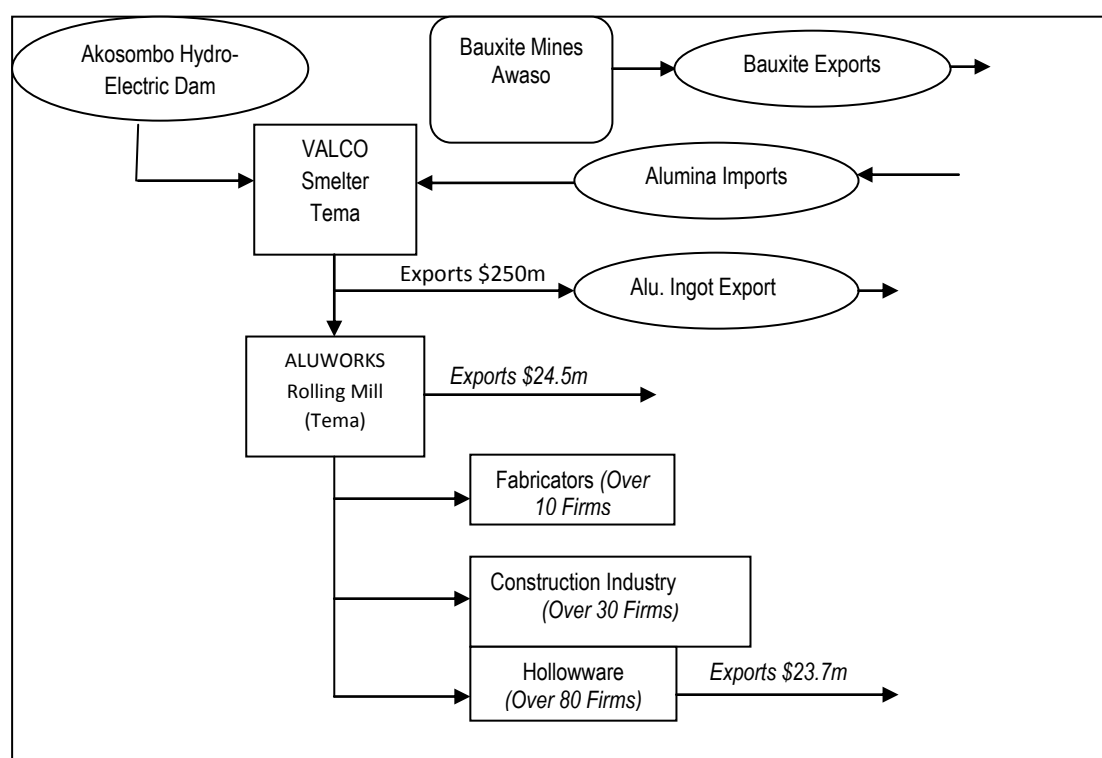 Akosombo Hydro-
Electric Dam
Bauxite Mines
Awaso
Bauxite Exports
VALCO
Smelter
Tema
Alumina Imports
Exports $250m
Alu. Ingot Export
ALUWORKS
Rolling Mill
(Tema)
Exports $24.5m
Fabricators (Over
10 Firms
Construction Industry
(Over 30 Firms)
Hollowware
(Over 80 Firms)
Exports $23.7m